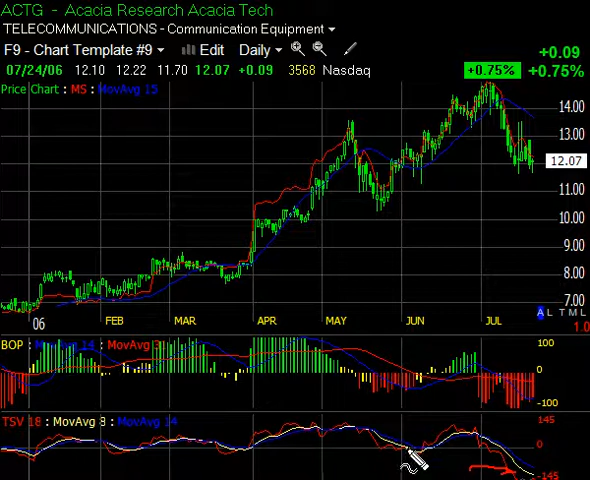 ACTG - Acacia Research Acacia Tech
TELECOMMUNICATIONS - Communication Equipment
F9 - Chart Template #9 Edit Daily
+0.09
07/24/06 12.10 12.22 11.70 12.07 +0.09 3568 Nasdaq +0.75% +0.75%
Price Chart : MS : MovAvg 15
14.00
13.00
12.07
11.00
10.00
9.00
8.00
7.00
A L T M L
06 FEB MAR APR MAY JUN JUL 1.0
BOP : MovAvg 14 : MovAvg 31
100
0
-100
TSV 18 : MovAvg 8 : MovAvg 14
145
0
-145